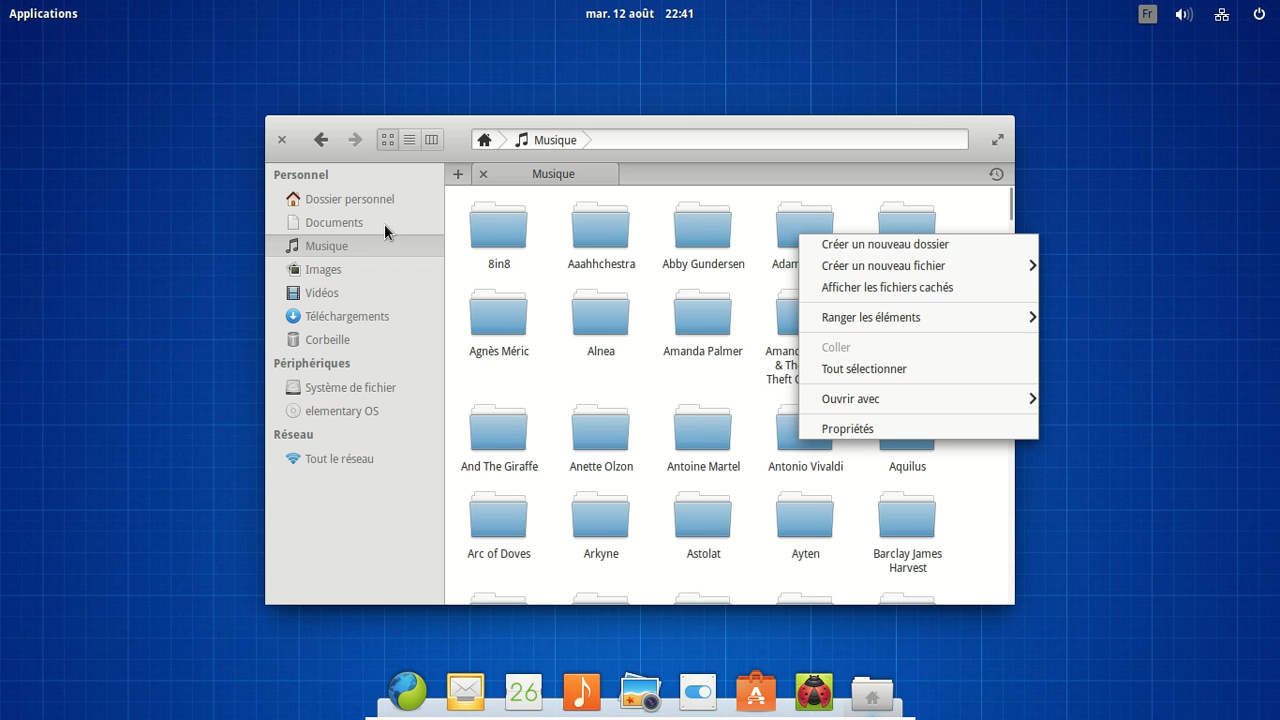 Applications
mar. 12 août 22:41
Fr
Musique
Personnel
Dossier personnel
Documents
Musique
Images
Vidéos
Téléchargements
Corbeille
Périphériques
Système de fichier
elementary OS
Réseau
Tout le réseau
Musique
8in8
Aaahhchestra
Abby Gundersen
Adam
Agnès Méric
Alnea
Amanda Palmer
Amand
& Th
Theft
And The Giraffe
Anette Olzon
Antoine Martel
Antonio Vivaldi
Aquilus
Arc of Doves
Arkyne
Astolat
Ayten
Barclay James
Harvest
Créer un nouveau dossier
Créer un nouveau fichier
Afficher les fichiers cachés
Ranger les éléments
Coller
Tout sélectionner
Ouvrir avec
Propriétés
26